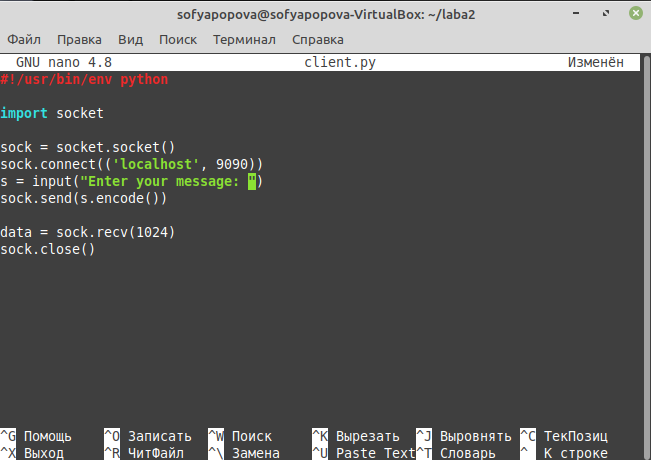 sofyapopova@sofyapopova-VirtualBox: ~/laba2
Файл Правка Вид Поиск Терминал Справка
GNU nano 4.8 client.py Изменён
#!/usr/bin/env python
import socket
sock = socket.socket()
sock.connect(('localhost', 9090))
s = input("Enter your message: ")
sock.send(s.encode())
data = sock.recv(1024)
sock.close()
^G Помощь ^O Записать ^W Поиск ^K Вырезать ^J Выровнять ^C ТекПозиц
^X Выход ^R ЧитФайл ^\ Замена ^U Paste Text ^T Словарь ^_ К строке